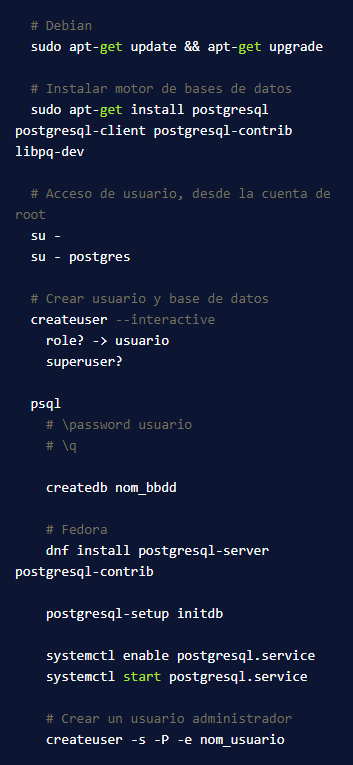 # Debian
sudo apt-get update && apt-get upgrade
# Instalar motor de bases de datos
sudo apt-get install postgresql
postgresql-client postgresql-contrib
libpq-dev
# Acceso de usuario, desde la cuenta de
root
su -
su - postgres
# Crear usuario y base de datos
createuser --interactive
role? -> usuario
superuser?
psql
# \password usuario
# \q
createdb nom_bbdd
# Fedora
dnf install postgresql-server
postgresql-contrib
postgresql-setup initdb
systemctl enable postgresql.service
systemctl start postgresql.service
# Crear un usuario administrador
createuser -s -P -e nom_usuario